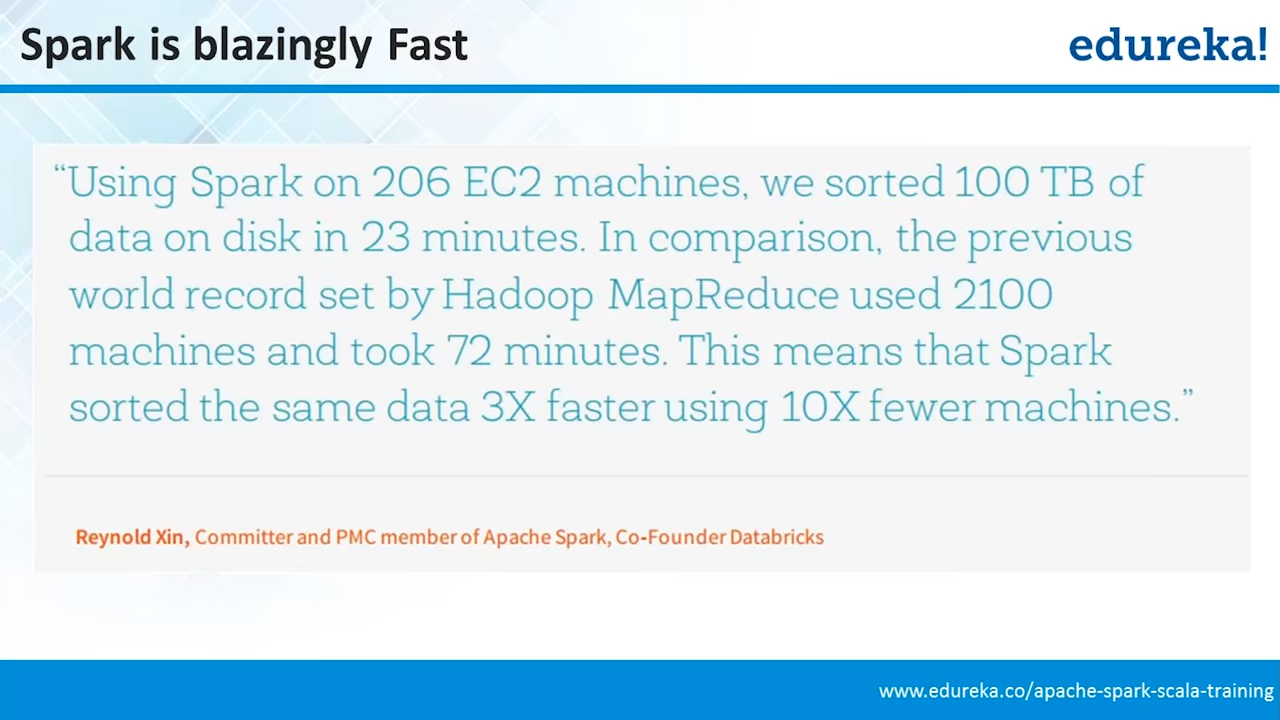 Spark is blazingly Fast
edureka!
“Using Spark on 206 EC2 machines, we sorted 100 TB of
data on disk in 23 minutes. In comparison, the previous
world record set by Hadoop MapReduce used 2100
machines and took 72 minutes. This means that Spark
sorted the same data 3X faster using 10X fewer machines.”
Reynold Xin, Committer and PMC member of Apache Spark, Co-Founder Databricks
www.edureka.co/apache-spark-scala-training